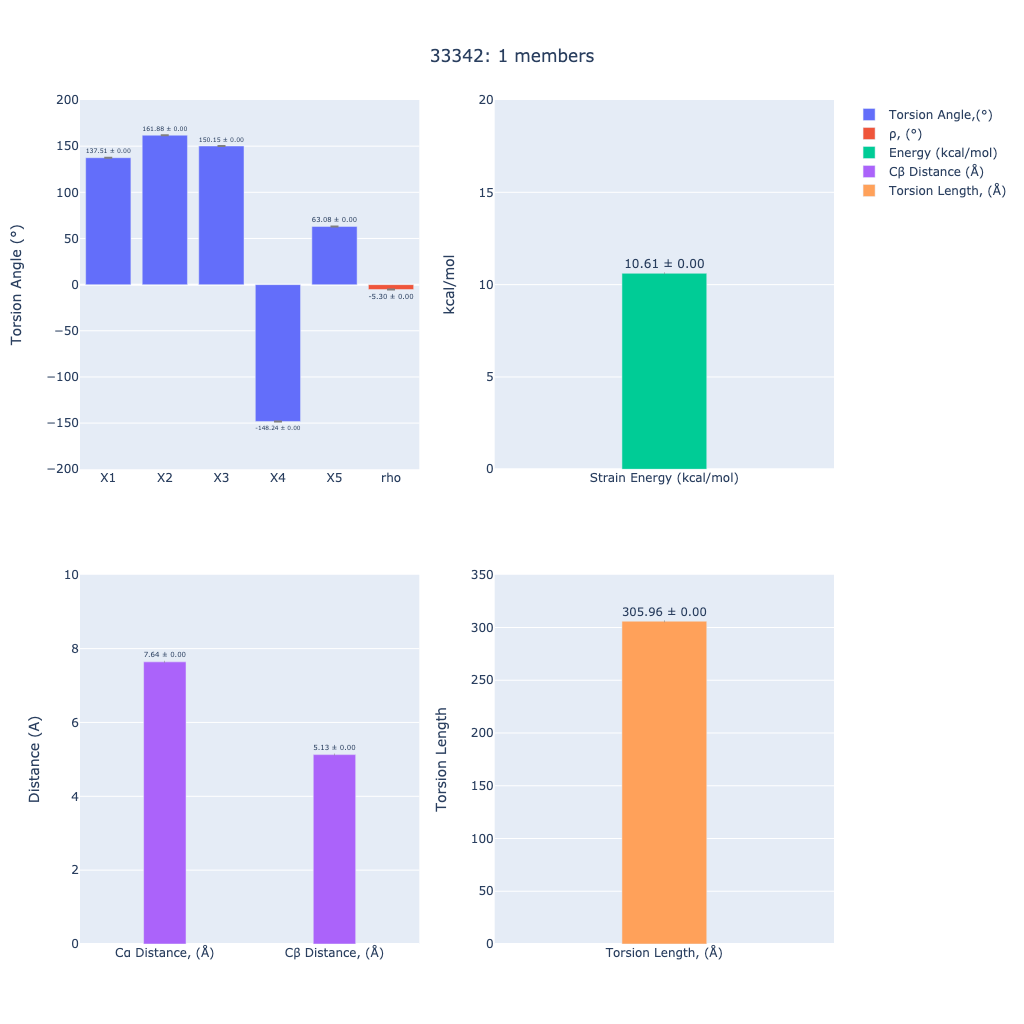 33342: 1 members
Torsion Angle (°)
200
150
100
50
0
−50
−100
−150
−200
137.51 ± 0.00
161.88 ± 0.00
150.15 ± 0.00
-148.24 ± 0.00
63.08 ± 0.00
-5.30 ± 0.00
X1 X2 X3 X4 X5 rho
kcal/mol
20
15
10
5
0
10.61 ± 0.00
Strain Energy (kcal/mol)
Torsion Angle,(°)
ρ, (°)
Energy (kcal/mol)
Cβ Distance (Å)
Torsion Length, (Å)
Distance (A)
10
8
6
4
2
0
7.64 ± 0.00
5.13 ± 0.00
Cα Distance, (Å) Cβ Distance, (Å)
Torsion Length
350
300
250
200
150
100
50
0
305.96 ± 0.00
Torsion Length, (Å)